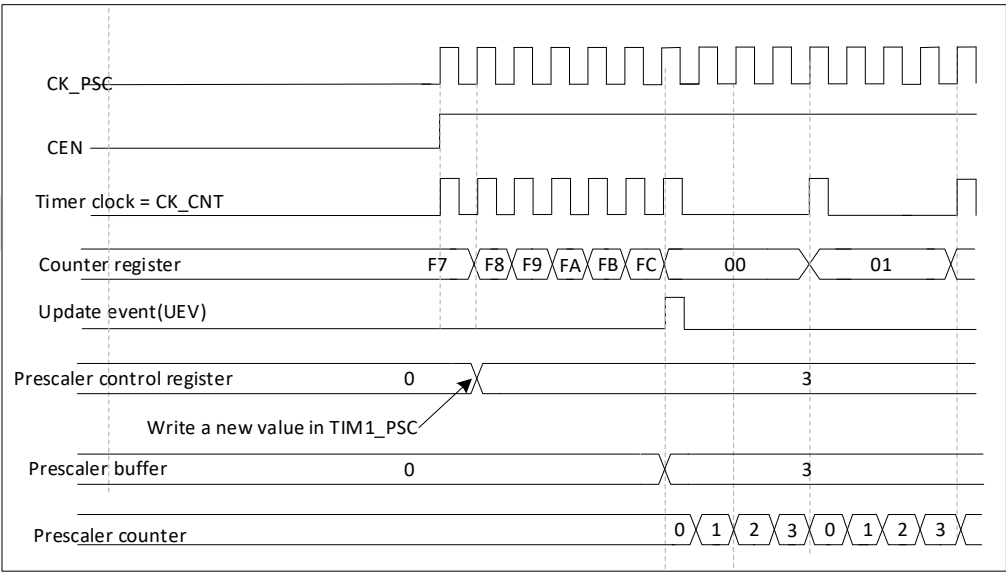 CK_PSC
CEN
Timer clock = CK_CNT
Counter register F7 F8 F9 FA FB FC 00 01
Update event(UEV)
Prescaler control register 0 3
Write a new value in TIM1_PSC
Prescaler buffer 0 3
Prescaler counter 0 1 2 3 0 1 2 3